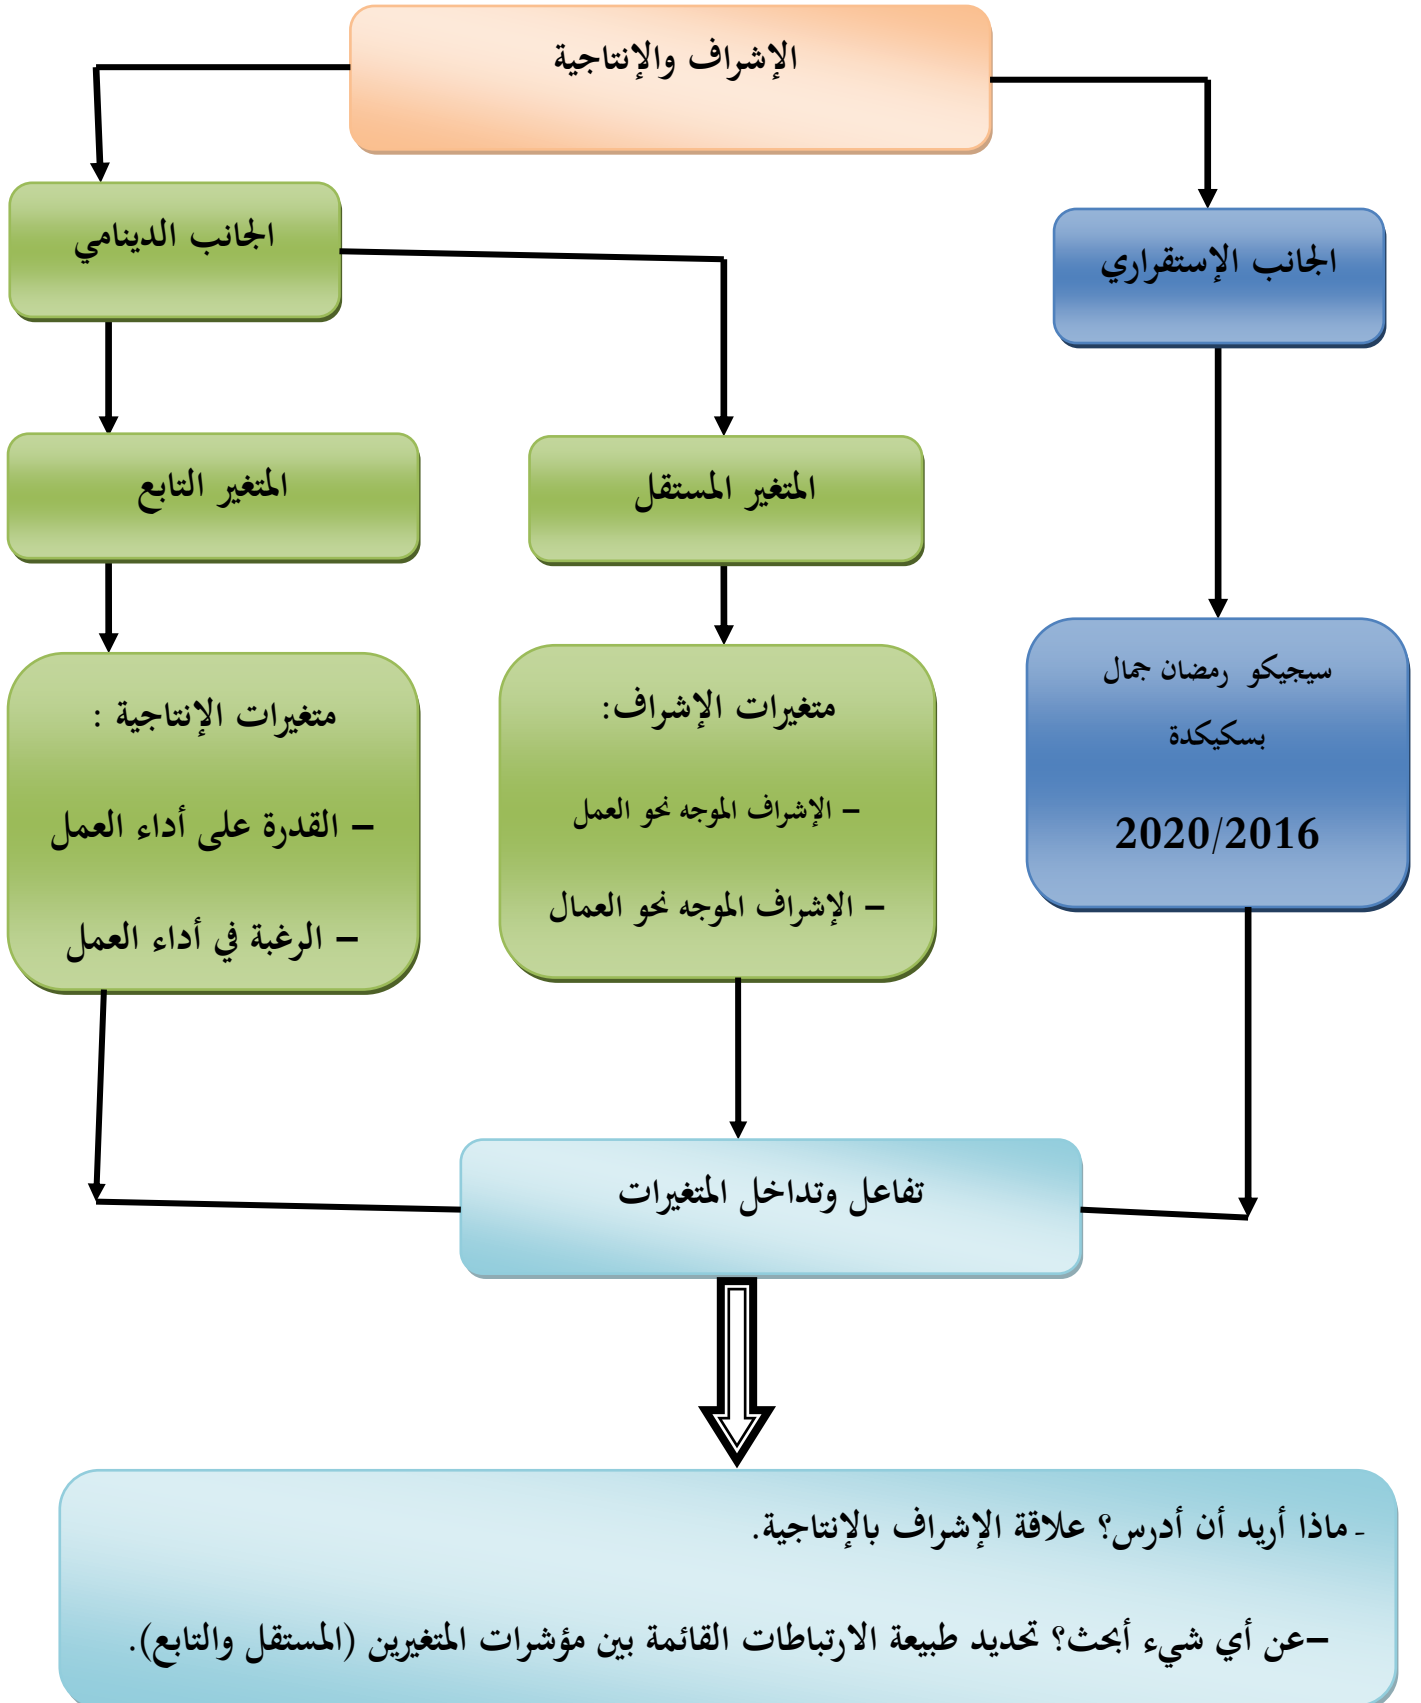 الإشراف والإنتاجية
الجانب الإستقراري
الجانب الدينامي
المتغير المستقل
المتغير التابع
سيجيكو رمضان جمال
بسكيكدة
2020/2016
متغيرات الإشراف:
– الإشراف الموجه نحو العمل
– الإشراف الموجه نحو العمال
متغيرات الإنتاجية :
– القدرة على أداء العمل
– الرغبة في أداء العمل
تفاعل وتداخل المتغيرات
- ماذا أريد أن أدرس؟ علاقة الإشراف بالإنتاجية.
–عن أي شيء أبحث؟ تحديد طبيعة الارتباطات القائمة بين مؤشرات المتغيرين (المستقل والتابع).